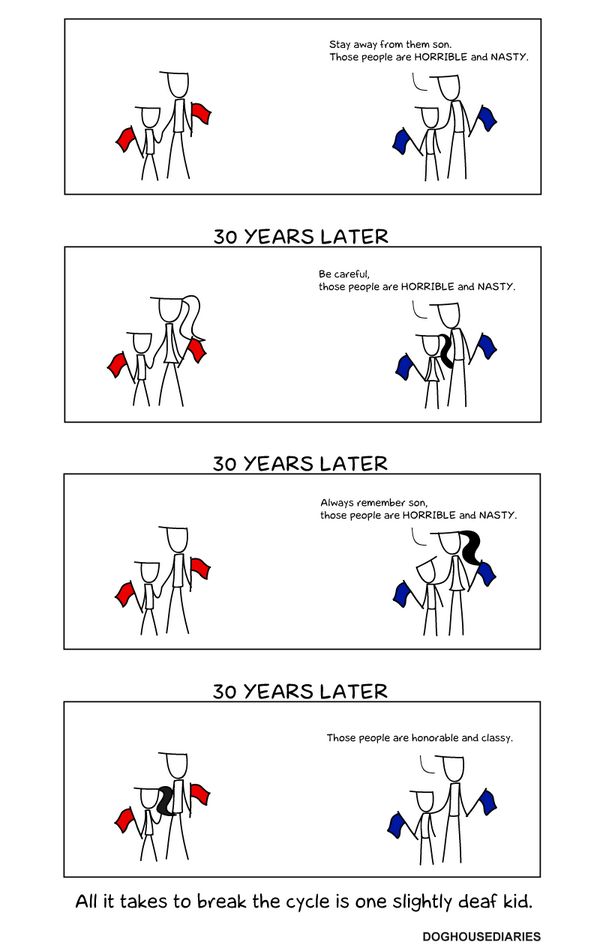 Stay away from them son.
Those people are HORRIBLE and NASTY.
30 YEARS LATER
Be careful,
those people are HORRIBLE and NASTY.
30 YEARS LATER
Always remember son,
those people are HORRIBLE and NASTY.
30 YEARS LATER
Those people are honorable and classy.
All it takes to break the cycle is one slightly deaf kid.
DOGHOUSEDIARIES